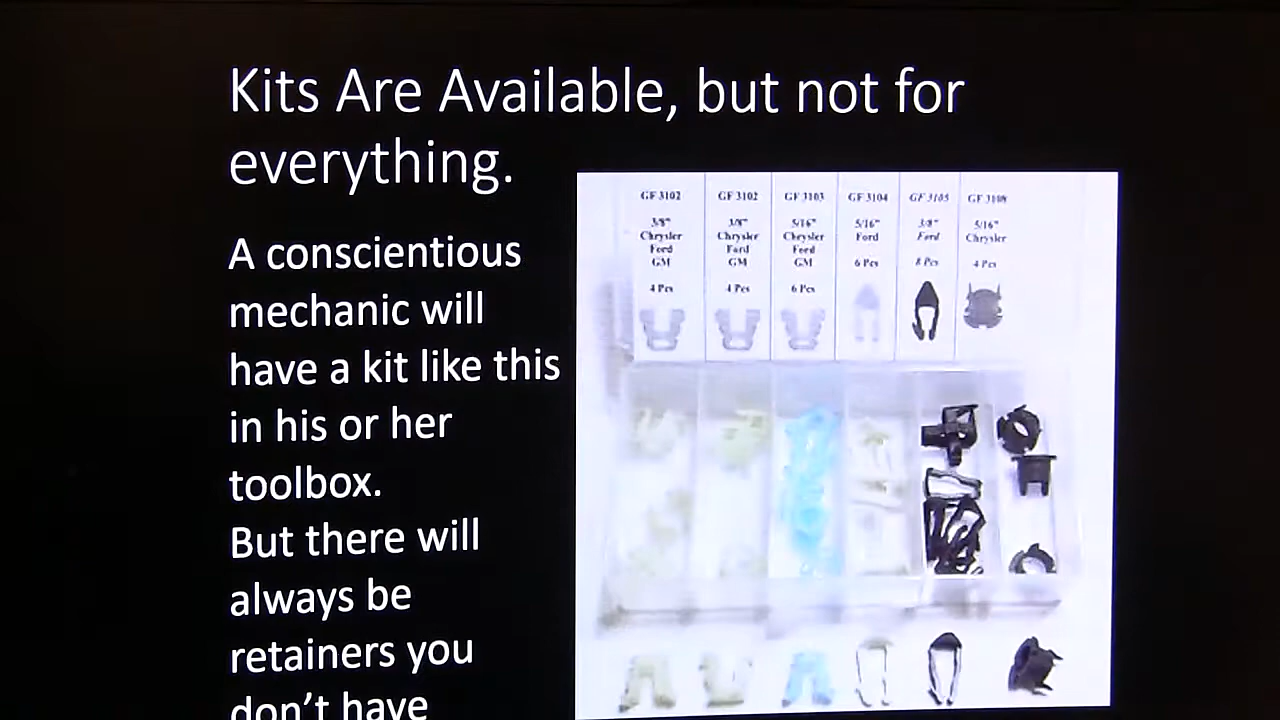 Kits Are Available, but not for
everything.
A conscientious
mechanic will
have a kit like this
in his or her
toolbox.
But there will
always be
retainers you
don't have
GF 3102 GF 3102 GF 3103 GF 3104 GF 3105
3/8" 3/8" 5/16" 5/16" 3/8" 5/16"
Chrysler Chrysler Chrysler Ford Ford Chrysler
Ford Ford Ford 6 Pcs 8 Pcs 4 Pcs
GM GM GM
4 Pcs 4 Pcs 6 Pcs